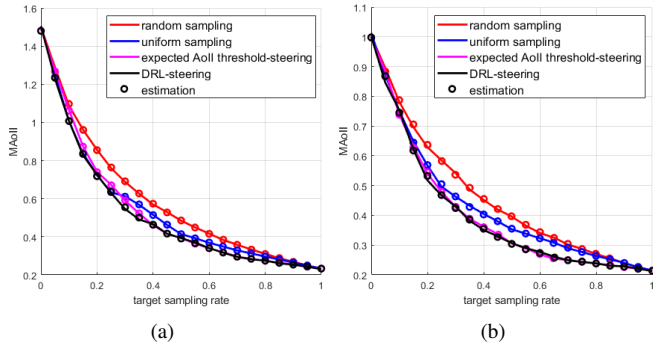 1.6
1.4
1.2
1
0.8
0.6
0.4
0.2
MAoII
0
0.2
0.4
0.6
0.8
1
target sampling rate
random sampling
uniform sampling
expected AoII threshold-steering
DRL-steering
estimation
(a)
1.1
1
0.9
0.8
0.7
0.6
0.5
0.4
0.3
0.2
MAoII
0
0.2
0.4
0.6
0.8
1
target sampling rate
random sampling
uniform sampling
expected AoII threshold-steering
DRL-steering
estimation
(b)